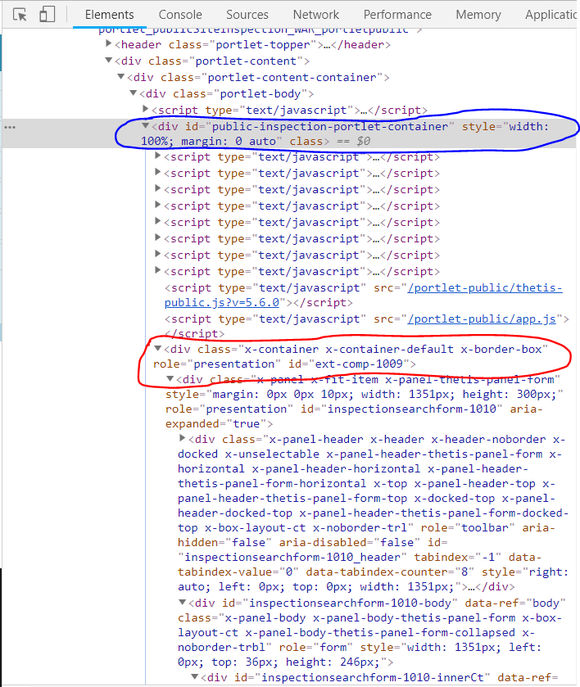 Elements Console Sources Network Performance Memory Application
portlet_publicSiteInspection_WAR_portletpublic"
<header class="portlet-topper">…</header>
<div class="portlet-content">
<div class="portlet-content-container">
<div class="portlet-body">
<script type="text/javascript">…</script>
<div id="public-inspection-portlet-container" style="width:
100%; margin: 0 auto" class> == $0
<script type="text/javascript">…</script>
<script type="text/javascript">…</script>
<script type="text/javascript">…</script>
<script type="text/javascript">…</script>
<script type="text/javascript">…</script>
<script type="text/javascript">…</script>
<script type="text/javascript">…</script>
<script type="text/javascript">…</script>
<script type="text/javascript" src="/portlet-public/thetis-
public.js?v=5.6.0"></script>
<script type="text/javascript" src="/portlet-public/app.js">
</script>
<div class="x-container x-container-default x-border-box"
role="presentation" id="ext-comp-1009">
<div class="x-panel x-fit-item x-panel-thetis-panel-form"
style="margin: 0px 0px 10px; width: 1351px; height: 300px;"
role="presentation" id="inspectionsearchform-1010" aria-
expanded="true">
<div class="x-panel-header x-header x-header-noborder x-
docked x-unselectable x-panel-header-thetis-panel-form x-
horizontal x-panel-header-horizontal x-panel-header-
thetis-panel-form-horizontal x-top x-panel-header-top x-
panel-header-thetis-panel-form-top x-docked-top x-panel-
header-docked-top x-panel-header-thetis-panel-form-docked-
top x-box-layout-ct x-noborder-trl" role="toolbar" aria-
hidden="false" aria-disabled="false" id=
"inspectionsearchform-1010_header" tabindex="-1" data-
tabindex-value="0" data-tabindex-counter="8" style="right:
auto; left: 0px; top: 0px; width: 1351px;">…</div>
<div id="inspectionsearchform-1010-body" data-ref="body"
class="x-panel-body x-panel-body-thetis-panel-form x-box-
layout-ct x-panel-body-thetis-panel-form-collapsed x-
noborder-trbl" role="form" style="width: 1351px; left:
0px; top: 36px; height: 246px;">
<div id="inspectionsearchform-1010-innerCt" data-ref=